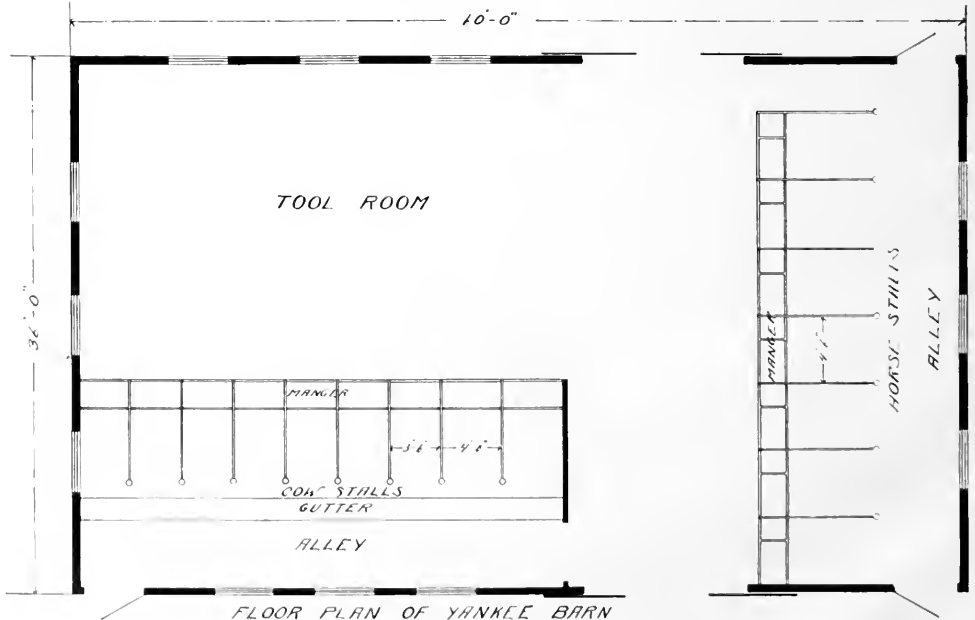 60'-0"
36'-0"
TOOL ROOM
MANGER
HORSE STALLS
ALLEY
MANGER
3'6"
4'0"
COW STALLS
GUTTER
ALLEY
FLOOR PLAN OF YANKEE BARN